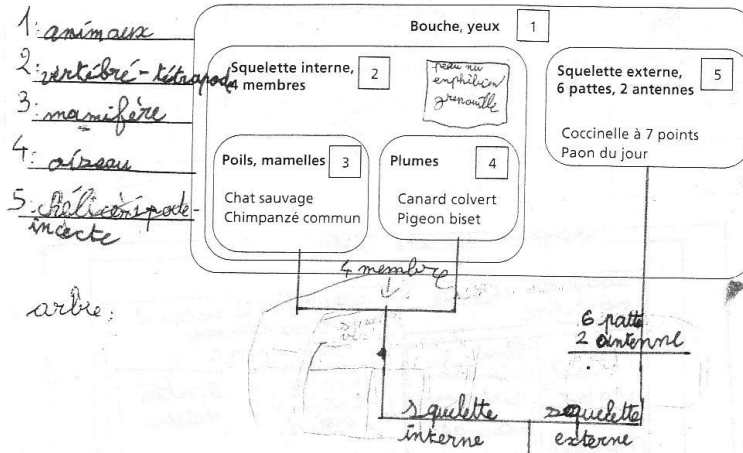 1: animaux
2: vertébré - tétrapode
3: mamifère
4: oiseau
5: chélicéripode - insecte
Bouche, yeux 1
Squelette interne, 4 membres 2
peau nu
emphibien
grenouille
Squelette externe, 6 pattes, 2 antennes 5
Coccinelle à 7 points
Paon du jour
Poils, mamelles 3
Chat sauvage
Chimpanzé commun
Plumes 4
Canard colvert
Pigeon biset
4 membre
arbre:
6 patte
2 antenne
squelette interne
squelette externe